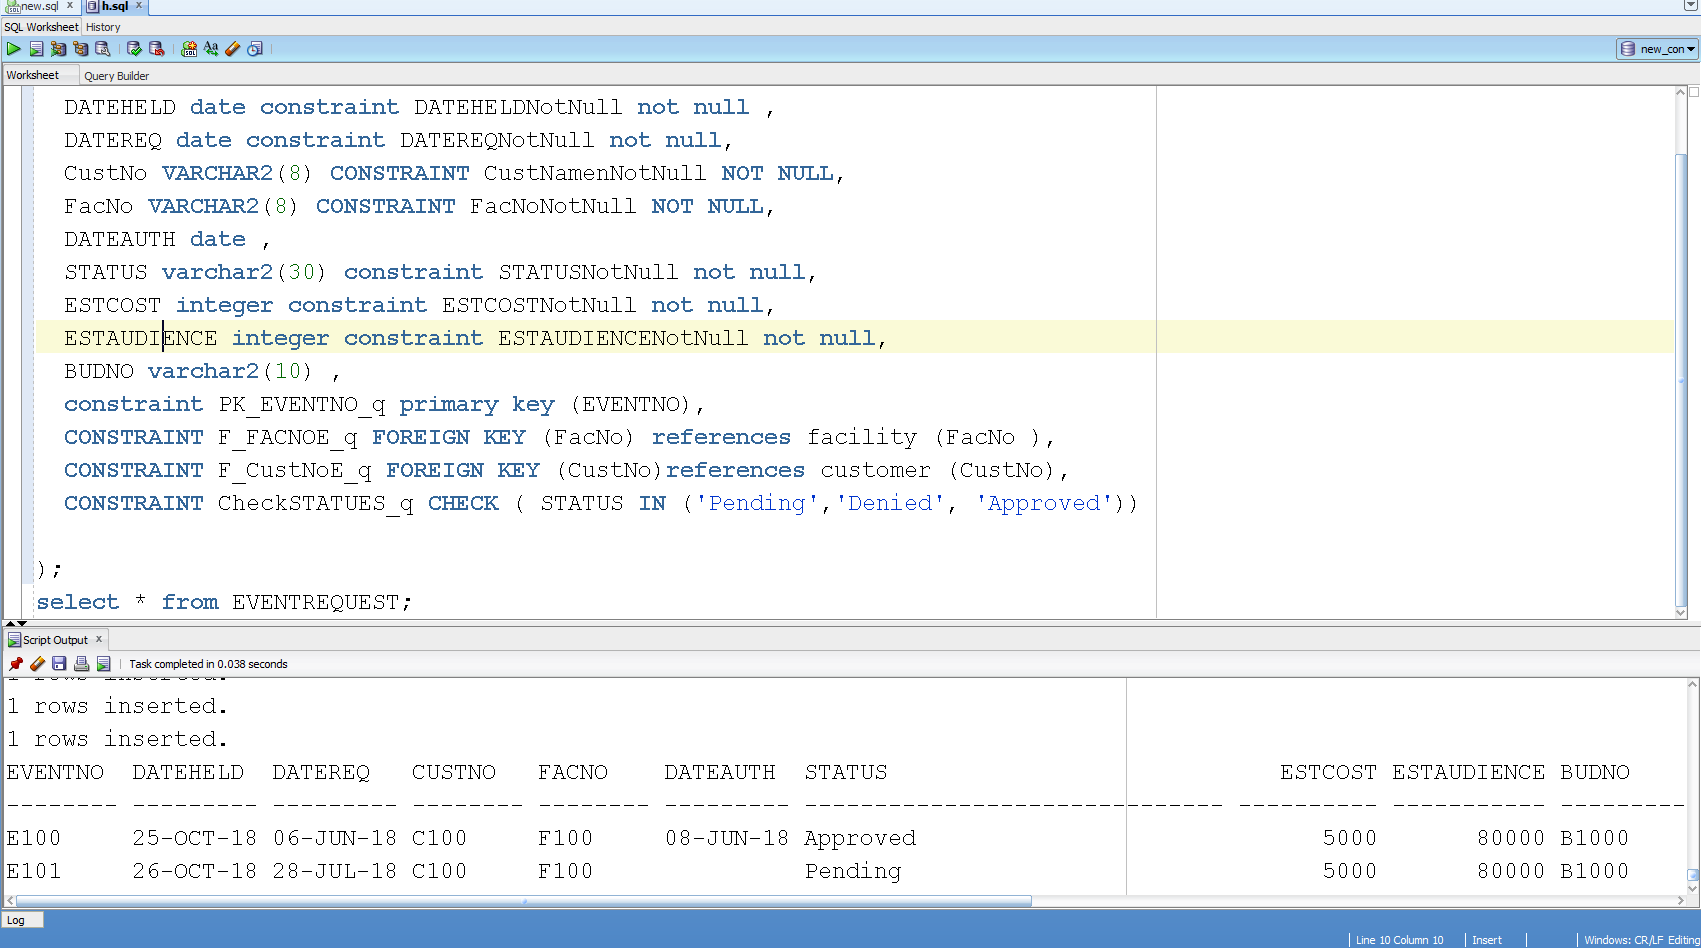 new.sql x h.sql x
SQL Worksheet History
new_con
Worksheet Query Builder
DATEHELD date constraint DATEHELDNotNull not null ,
DATEREQ date constraint DATEREQNotNull not null,
CustNo VARCHAR2(8) CONSTRAINT CustNamenNotNull NOT NULL,
FacNo VARCHAR2(8) CONSTRAINT FacNoNotNull NOT NULL,
DATEAUTH date ,
STATUS varchar2(30) constraint STATUSNotNull not null,
ESTCOST integer constraint ESTCOSTNotNull not null,
ESTAUDIENCE integer constraint ESTAUDIENCENotNull not null,
BUDNO varchar2(10) ,
constraint PK_EVENTNO_q primary key (EVENTNO),
CONSTRAINT F_FACNOE_q FOREIGN KEY (FacNo) references facility (FacNo ),
CONSTRAINT F_CustNoE_q FOREIGN KEY (CustNo)references customer (CustNo),
CONSTRAINT CheckSTATUES_q CHECK ( STATUS IN ('Pending','Denied', 'Approved'))
);
select * from EVENTREQUEST;
Script Output x
Task completed in 0.038 seconds
1 rows inserted.
1 rows inserted.
1 rows inserted.
EVENTNO DATEHELD DATEREQ CUSTNO FACNO DATEAUTH STATUS ESTCOST ESTAUDIENCE BUDNO
-------- --------- --------- -------- -------- --------- ------------------------------ ---------- ----------- ---------
E100 25-OCT-18 06-JUN-18 C100 F100 08-JUN-18 Approved 5000 80000 B1000
E101 26-OCT-18 28-JUL-18 C100 F100 Pending 5000 80000 B1000
Log
Line 10 Column 10 Insert Windows: CR/LF Editing